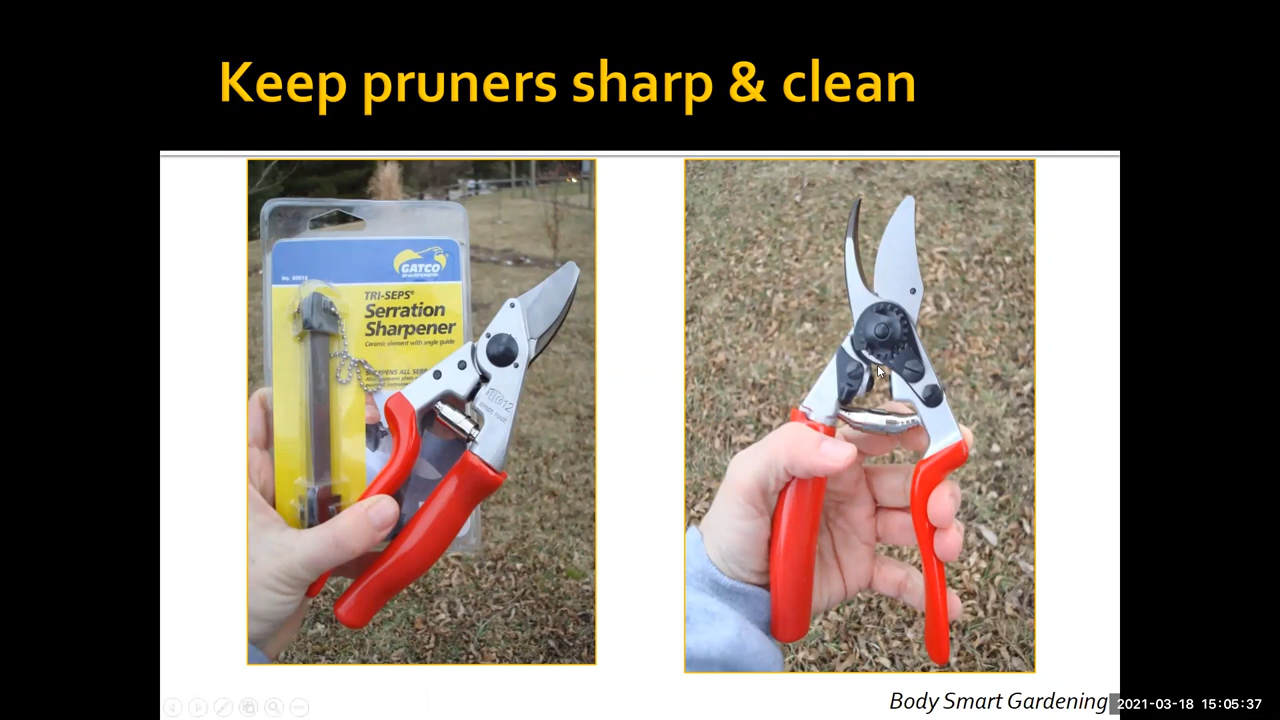 Keep pruners sharp & clean
GATCO
SHARPENERS
TRI-SEPS®
Serration
Sharpener
Ceramic element with angle guide
Body Smart Gardening
2021-03-18 15:05:37